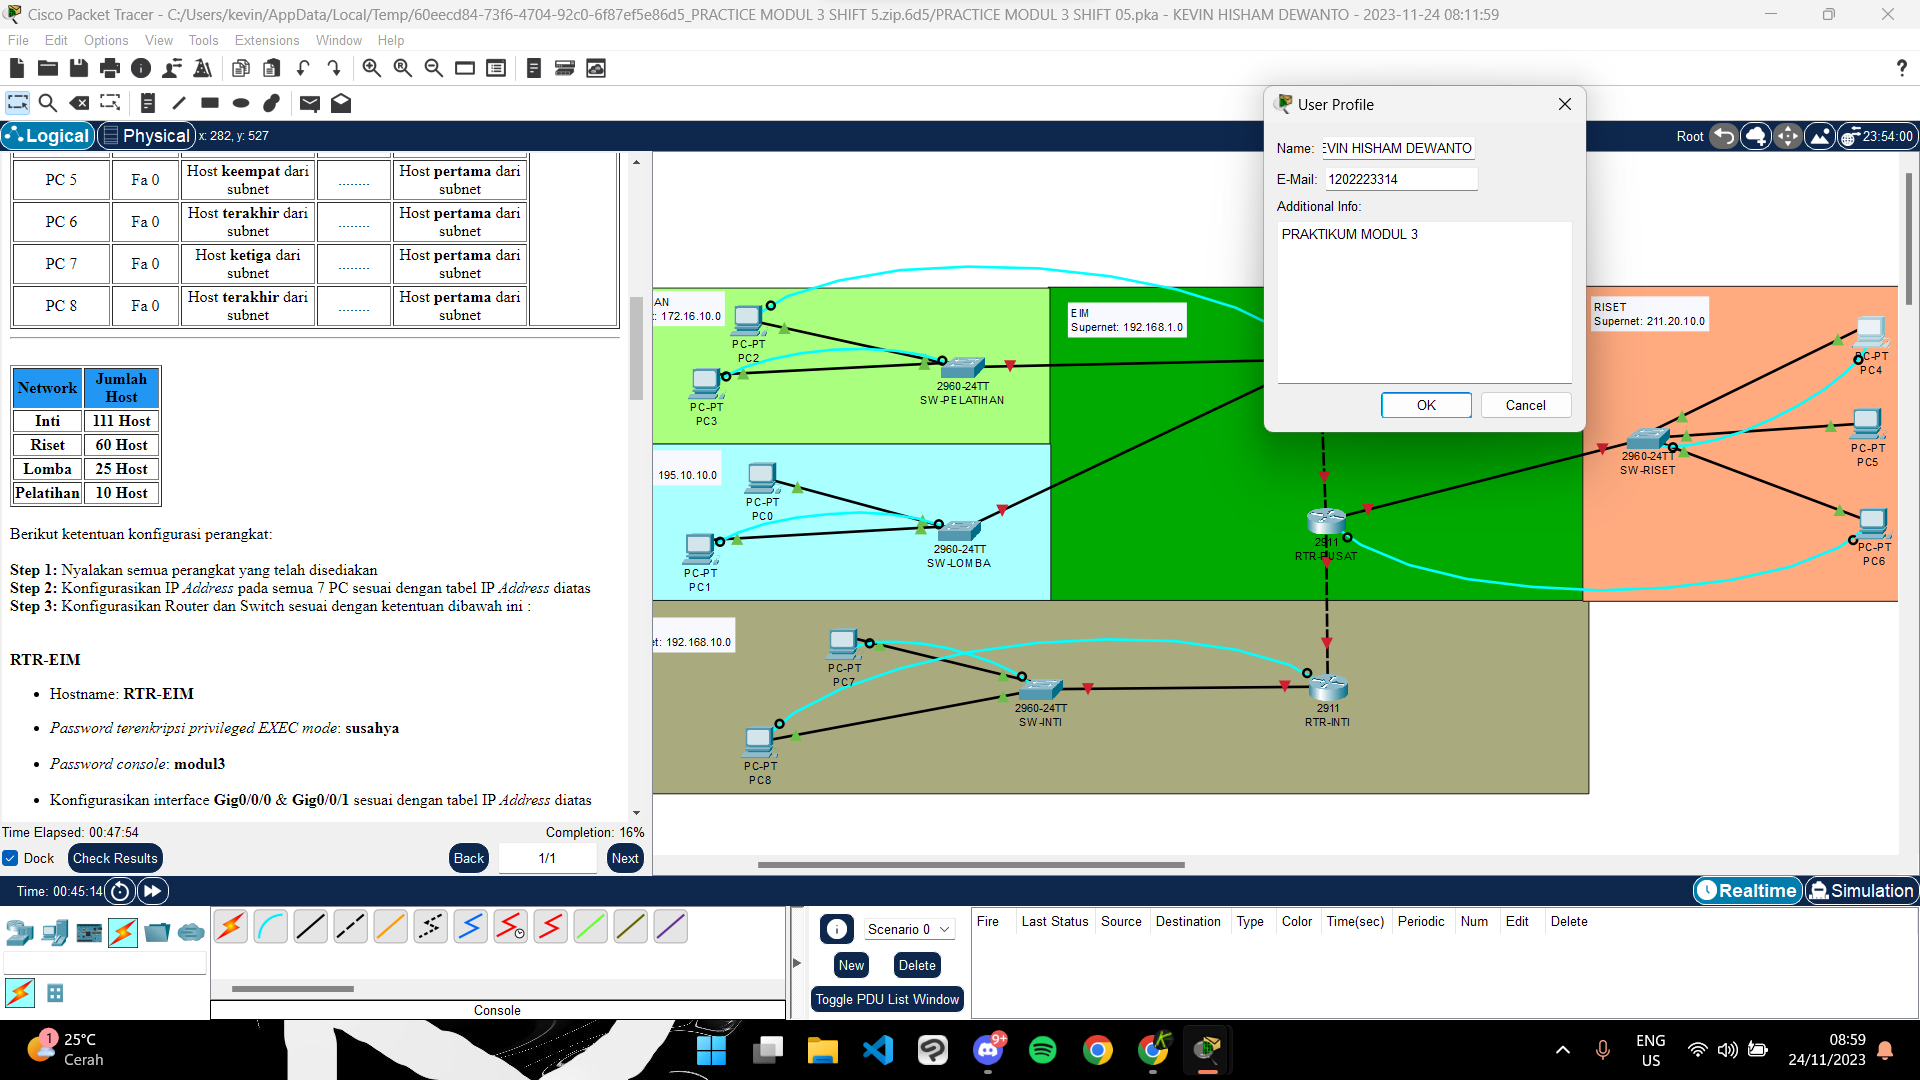 Cisco Packet Tracer - C:/Users/kevin/AppData/Local/Temp/60eecd84-73f6-4704-92c0-6f87ef5e86d5_PRACTICE MODUL 3 SHIFT 5.zip.6d5/PRACTICE MODUL 3 SHIFT 05.pka - KEVIN HISHAM DEWANTO - 2023-11-24 08:11:59
File Edit Options View Tools Extensions Window Help
Logical Physical x: 282, y: 527
Root 23:54:00
PC 5 Fa 0 Host keempat dari subnet ........ Host pertama dari subnet
PC 6 Fa 0 Host terakhir dari subnet ........ Host pertama dari subnet
PC 7 Fa 0 Host ketiga dari subnet ........ Host pertama dari subnet
PC 8 Fa 0 Host terakhir dari subnet ........ Host pertama dari subnet
Network Jumlah Host
Inti 111 Host
Riset 60 Host
Lomba 25 Host
Pelatihan 10 Host
Berikut ketentuan konfigurasi perangkat:
Step 1: Nyalakan semua perangkat yang telah disediakan
Step 2: Konfigurasikan IP Address pada semua 7 PC sesuai dengan tabel IP Address diatas
Step 3: Konfigurasikan Router dan Switch sesuai dengan ketentuan dibawah ini :
RTR-EIM
• Hostname: RTR-EIM
• Password terenkripsi privileged EXEC mode: susahya
• Password console: modul3
• Konfigurasikan interface Gig0/0/0 & Gig0/0/1 sesuai dengan tabel IP Address diatas
Time Elapsed: 00:47:54 Completion: 16%
Dock Check Results Back 1/1 Next
AN
: 172.16.10.0
PC-PT
PC2
PC-PT
PC3
2960-24TT
SW-PELATIHAN
195.10.10.0
PC-PT
PC0
PC-PT
PC1
2960-24TT
SW-LOMBA
EIM
Supernet: 192.168.1.0
2911
RTR-PUSAT
RISET
Supernet: 211.20.10.0
PC-PT
PC4
PC-PT
PC5
2960-24TT
SW-RISET
PC-PT
PC6
et: 192.168.10.0
PC-PT
PC7
2960-24TT
SW-INTI
PC-PT
PC8
2911
RTR-INTI
User Profile
Name: EVIN HISHAM DEWANTO
E-Mail: 1202223314
Additional Info:
PRAKTIKUM MODUL 3
OK Cancel
Time: 00:45:14
Realtime Simulation
Scenario 0
New Delete
Toggle PDU List Window
Fire Last Status Source Destination Type Color Time(sec) Periodic Num Edit Delete
Console
1
25°C
Cerah
9+
ENG
US
08:59
24/11/2023